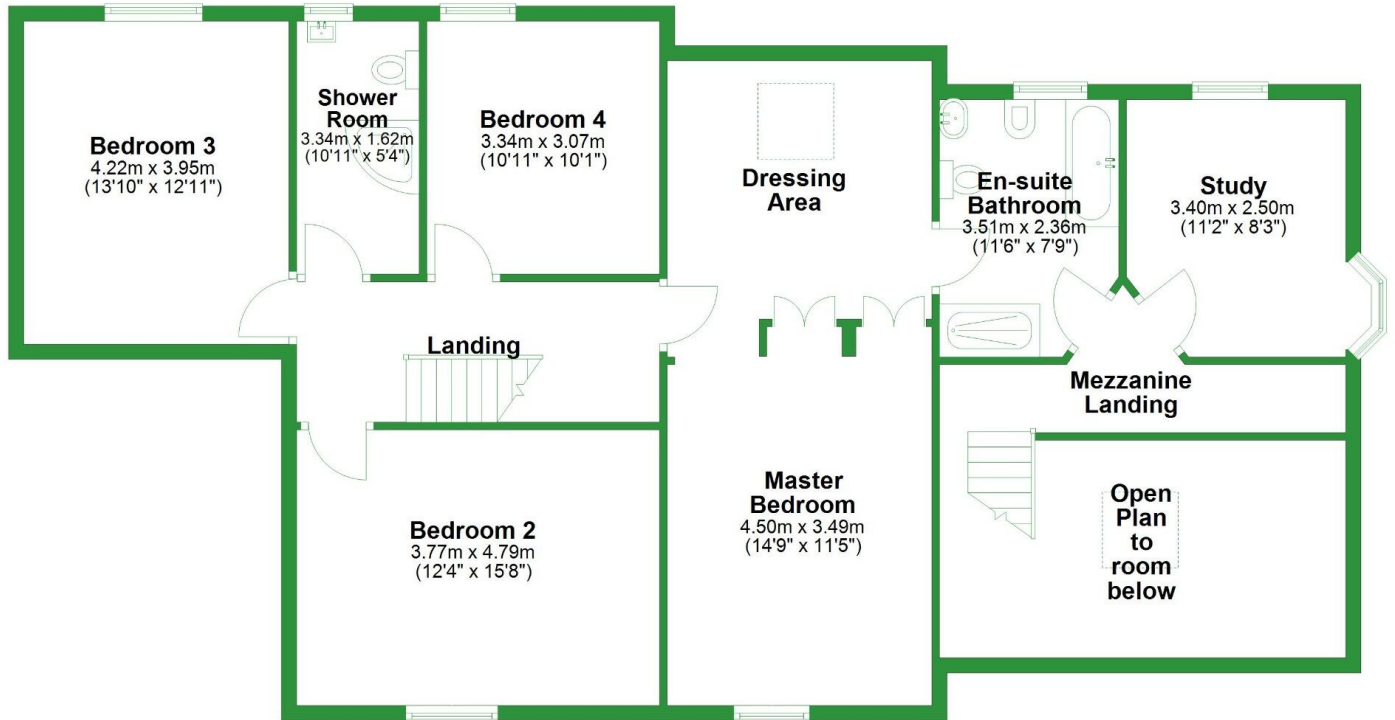 Bedroom 3
4.22m x 3.95m
(13'10" x 12'11")
Shower
Room
3.34m x 1.62m
(10'11" x 5'4")
Bedroom 4
3.34m x 3.07m
(10'11" x 10'1")
Dressing
Area
En-suite
Bathroom
3.51m x 2.36m
(11'6" x 7'9")
Study
3.40m x 2.50m
(11'2" x 8'3")
Landing
Mezzanine
Landing
Bedroom 2
3.77m x 4.79m
(12'4" x 15'8")
Master
Bedroom
4.50m x 3.49m
(14'9" x 11'5")
Open
Plan
to
room
below